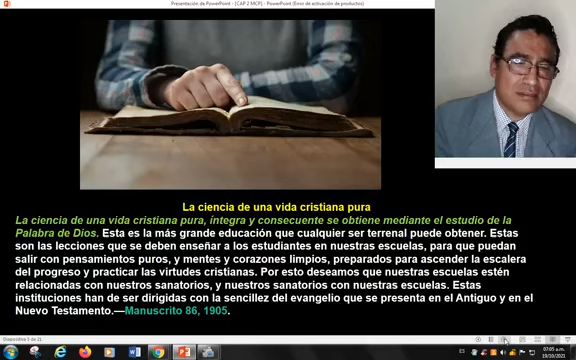 Presentación de PowerPoint - [CAP 2 MCP] - PowerPoint (Error de activación de productos)
La ciencia de una vida cristiana pura
La ciencia de una vida cristiana pura, íntegra y consecuente se obtiene mediante el estudio de la
Palabra de Dios. Esta es la más grande educación que cualquier ser terrenal puede obtener. Estas
son las lecciones que se deben enseñar a los estudiantes en nuestras escuelas, para que puedan
salir con pensamientos puros, y mentes y corazones limpios, preparados para ascender la escalera
del progreso y practicar las virtudes cristianas. Por esto deseamos que nuestras escuelas estén
relacionadas con nuestros sanatorios, y nuestros sanatorios con nuestras escuelas. Estas
instituciones han de ser dirigidas con la sencillez del evangelio que se presenta en el Antiguo y en el
Nuevo Testamento.—Manuscrito 86, 1905.
Diapositiva 5 de 21
ES
07:05 a.m.
19/10/2021